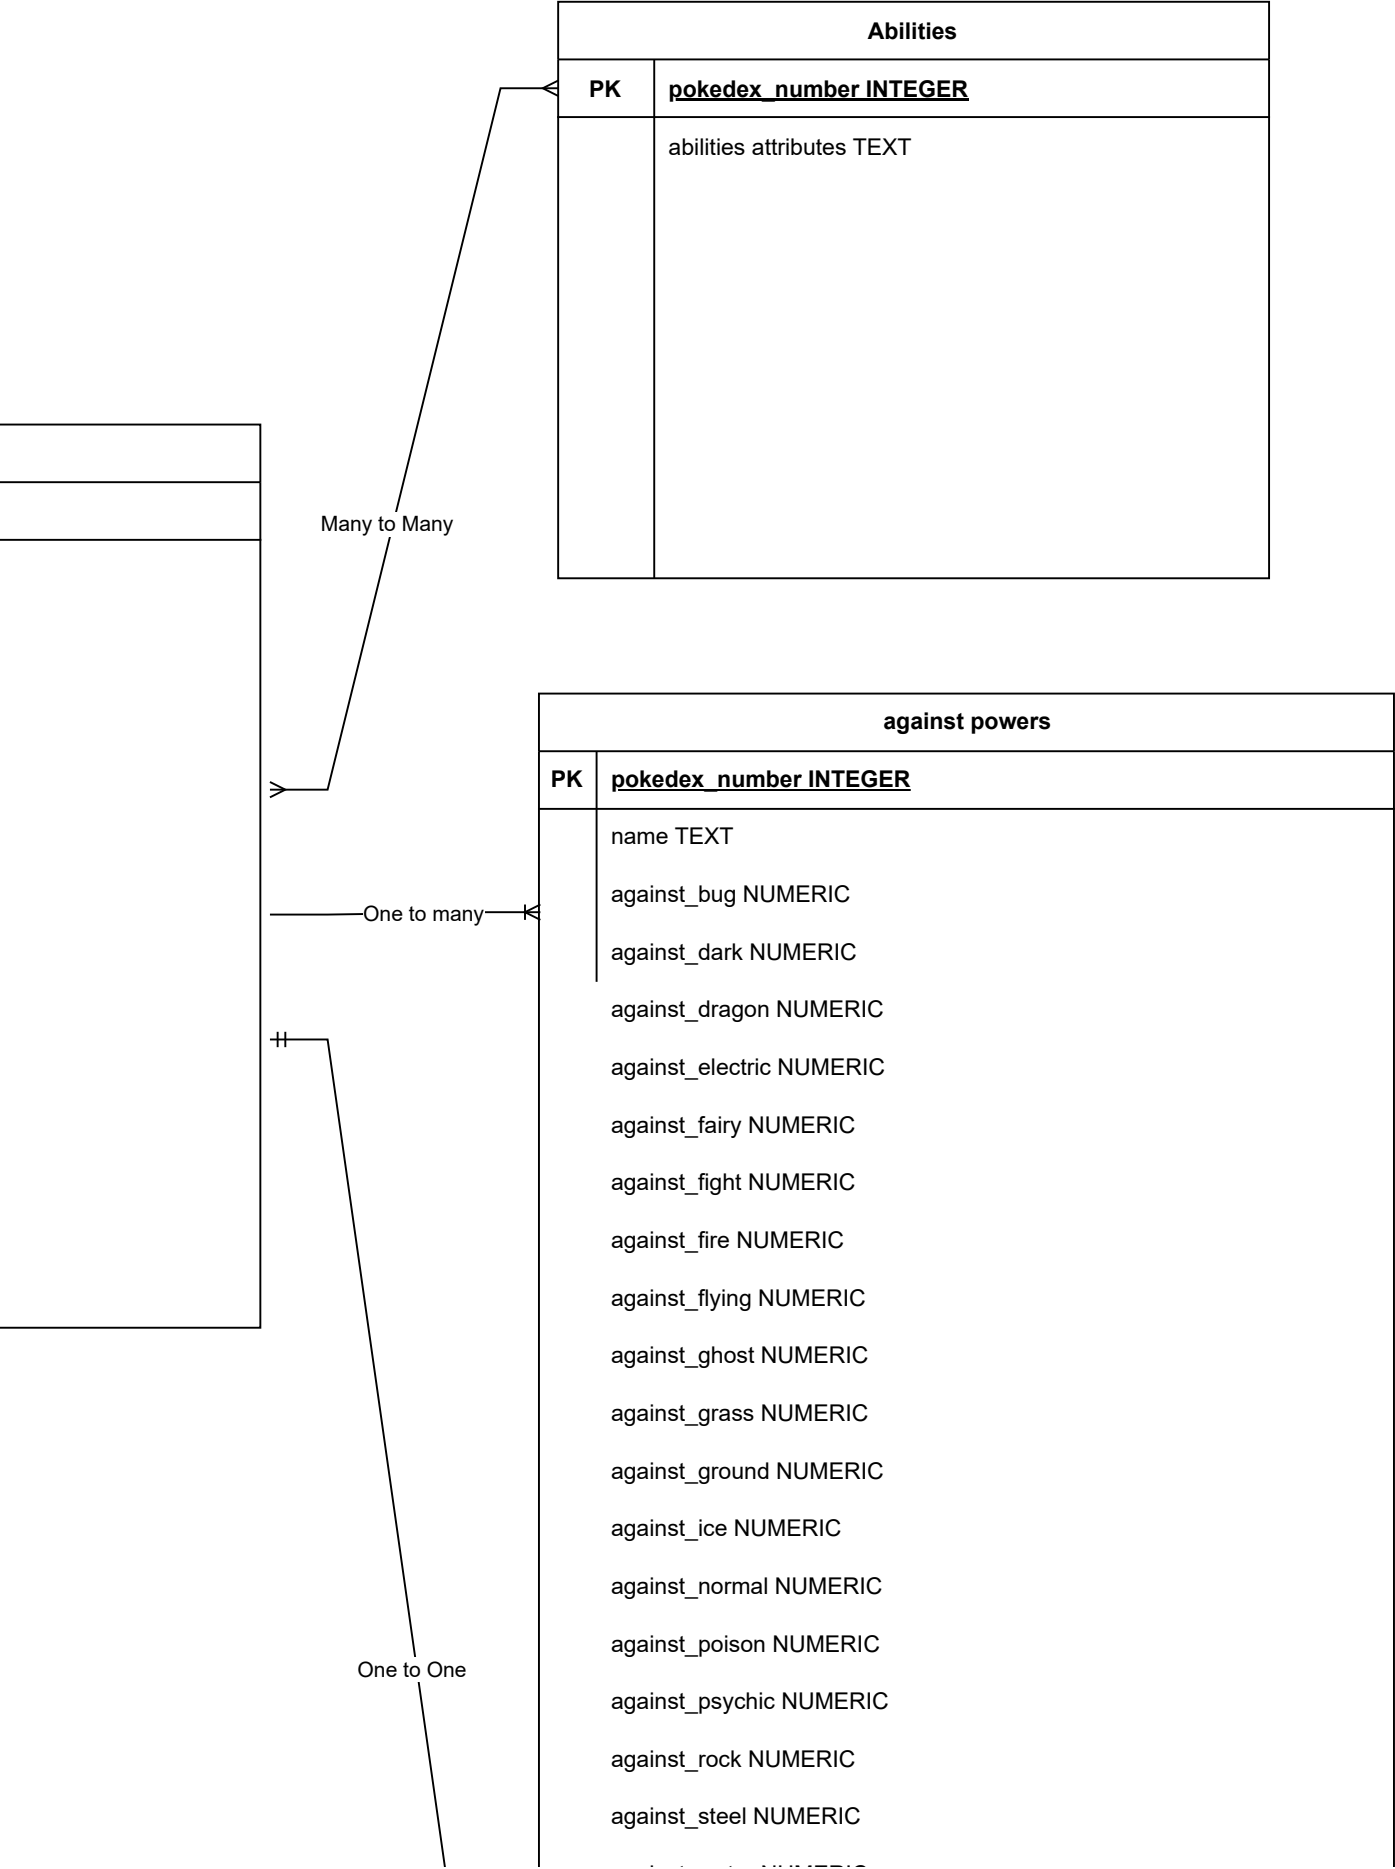 Abilities
PK pokedex_number INTEGER
abilities attributes TEXT
Many to Many
against powers
PK pokedex_number INTEGER
name TEXT
against_bug NUMERIC
One to many
against_dark NUMERIC
against_dragon NUMERIC
against_electric NUMERIC
against_fairy NUMERIC
against_fight NUMERIC
against_fire NUMERIC
against_flying NUMERIC
against_ghost NUMERIC
against_grass NUMERIC
against_ground NUMERIC
against_ice NUMERIC
against_normal NUMERIC
against_poison NUMERIC
One to One
against_psychic NUMERIC
against_rock NUMERIC
against_steel NUMERIC